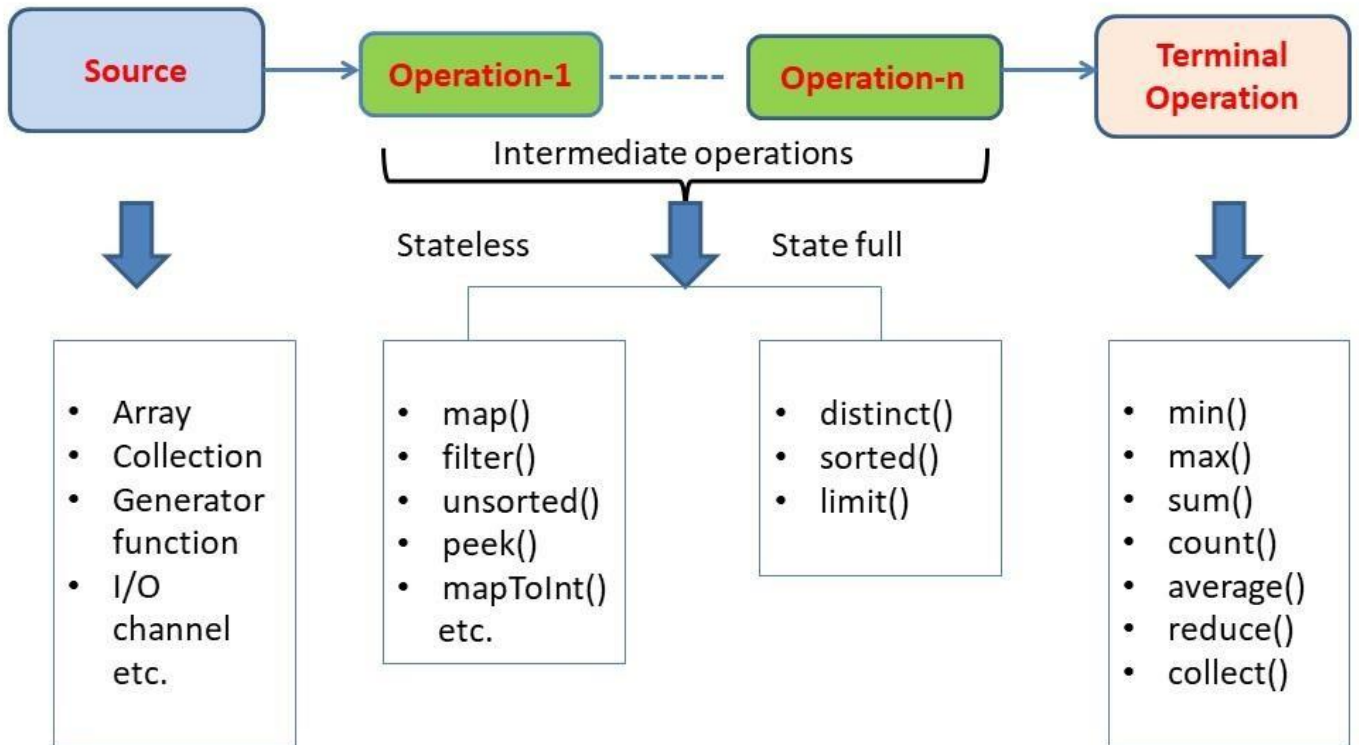 Source
Operation-1
Operation-n
Terminal
Operation
Intermediate operations
Stateless
State full
• Array
• Collection
• Generator
function
• I/O
channel
etc.
• map()
• filter()
• unsorted()
• peek()
• mapToInt()
etc.
• distinct()
• sorted()
• limit()
• min()
• max()
• sum()
• count()
• average()
• reduce()
• collect()